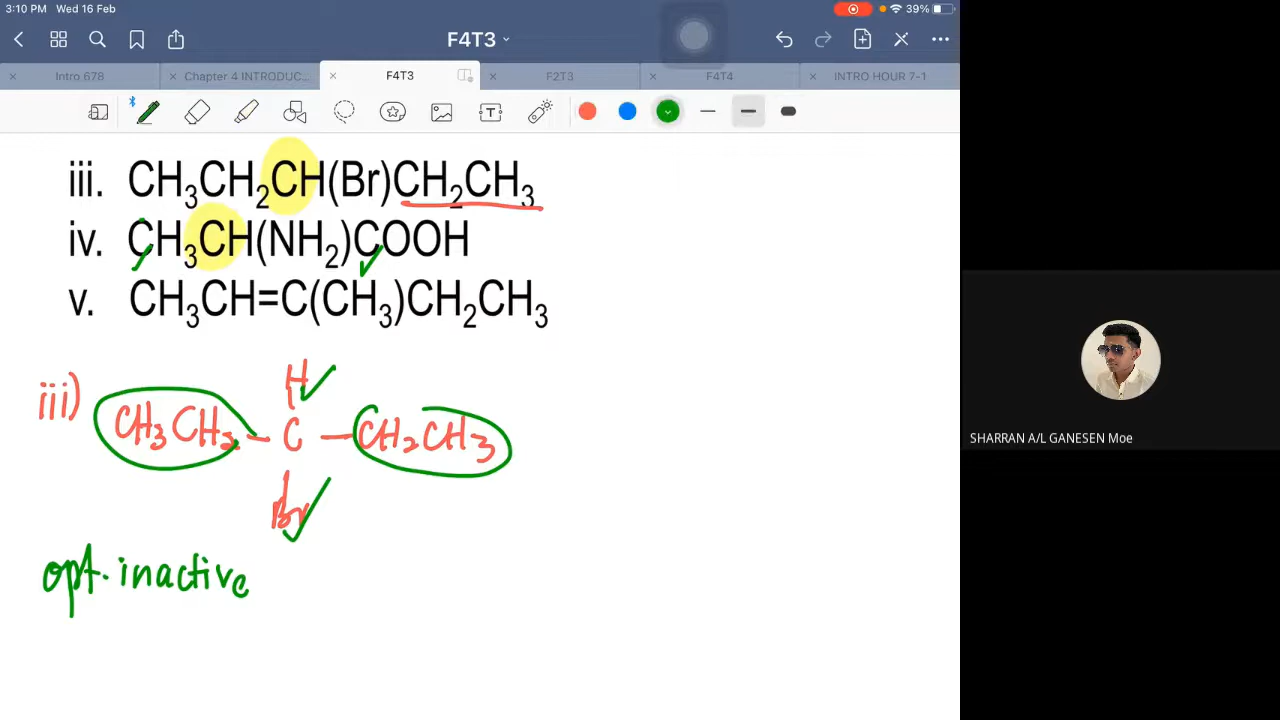 3:10 PM Wed 16 Feb
39%
F4T3
Intro 678
Chapter 4 INTRODUC...
F4T3
F2T3
F4T4
INTRO HOUR 7-1
T
iii. CH₃CH₂CH(Br)CH₂CH₃
iv. CH₃CH(NH₂)COOH
v. CH₃CH=C(CH₃)CH₂CH₃
iii)
H
CH₃CH₂ - C - CH₂CH₃
Br
opt. inactive
SHARRAN A/L GANESEN Moe